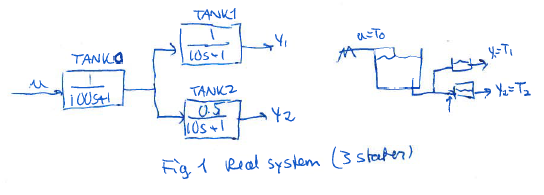 TANK1
1
10s+1
Y1
TANK0
u
1
100s+1
TANK2
0.5
10s+1
Y2
u=T0
Y1=T1
Y2=T2
Fig. 1 Real system (3 states)